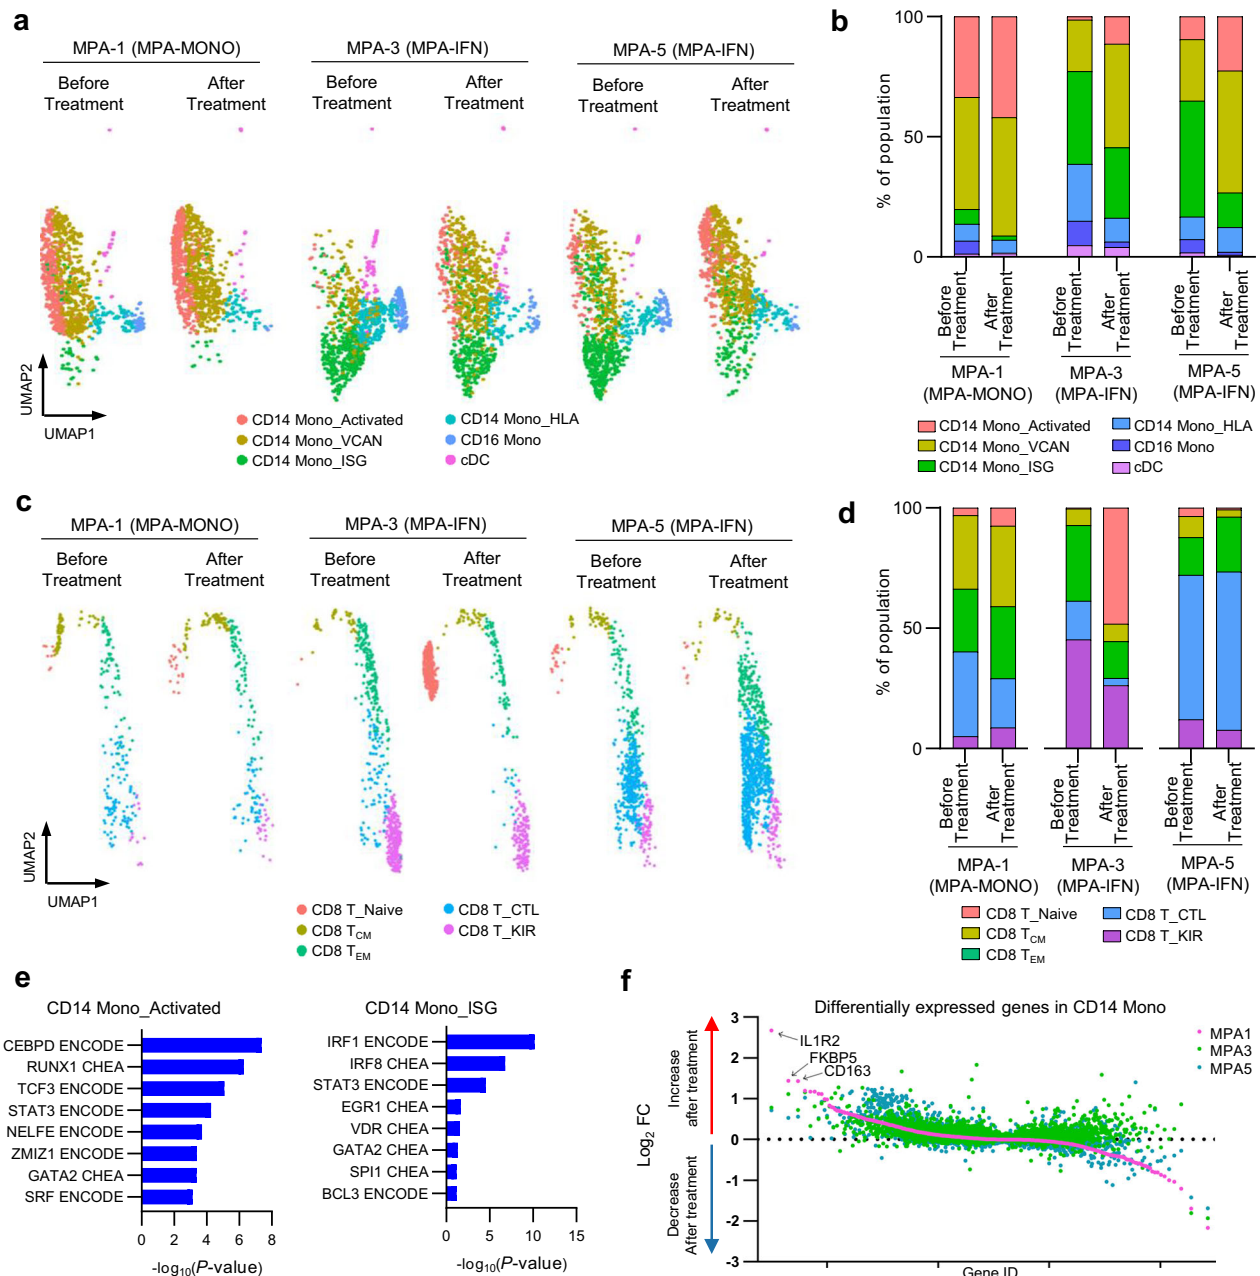 a
MPA-1 (MPA-MONO)
MPA-3 (MPA-IFN)
MPA-5 (MPA-IFN)
Before Treatment
After Treatment
Before Treatment
After Treatment
Before Treatment
After Treatment
UMAP2
UMAP1
CD14 Mono_Activated
CD14 Mono_VCAN
CD14 Mono_ISG
CD14 Mono_HLA
CD16 Mono
cDC
b
% of population
100
50
0
Before Treatment
After Treatment
Before Treatment
After Treatment
Before Treatment
After Treatment
MPA-1 (MPA-MONO)
MPA-3 (MPA-IFN)
MPA-5 (MPA-IFN)
CD14 Mono_Activated
CD14 Mono_VCAN
CD14 Mono_ISG
CD14 Mono_HLA
CD16 Mono
cDC
c
MPA-1 (MPA-MONO)
MPA-3 (MPA-IFN)
MPA-5 (MPA-IFN)
Before Treatment
After Treatment
Before Treatment
After Treatment
Before Treatment
After Treatment
UMAP2
UMAP1
CD8 T_Naive
CD8 TCM
CD8 TEM
CD8 T_CTL
CD8 T_KIR
d
% of population
100
50
0
Before Treatment
After Treatment
Before Treatment
After Treatment
Before Treatment
After Treatment
MPA-1 (MPA-MONO)
MPA-3 (MPA-IFN)
MPA-5 (MPA-IFN)
CD8 T_Naive
CD8 TCM
CD8 TEM
CD8 T_CTL
CD8 T_KIR
e
CD14 Mono_Activated
CEBPD ENCODE
RUNX1 CHEA
TCF3 ENCODE
STAT3 ENCODE
NELFE ENCODE
ZMIZ1 ENCODE
GATA2 CHEA
SRF ENCODE
0 2 4 6 8
-log10(P-value)
CD14 Mono_ISG
IRF1 ENCODE
IRF8 CHEA
STAT3 ENCODE
EGR1 CHEA
VDR CHEA
GATA2 CHEA
SPI1 CHEA
BCL3 ENCODE
0 5 10 15
-log10(P-value)
f
Differentially expressed genes in CD14 Mono
Increase after treatment
Decrease After treatment
Log2 FC
3
2
1
0
-1
-2
-3
IL1R2
FKBP5
CD163
MPA1
MPA3
MPA5
Gene ID